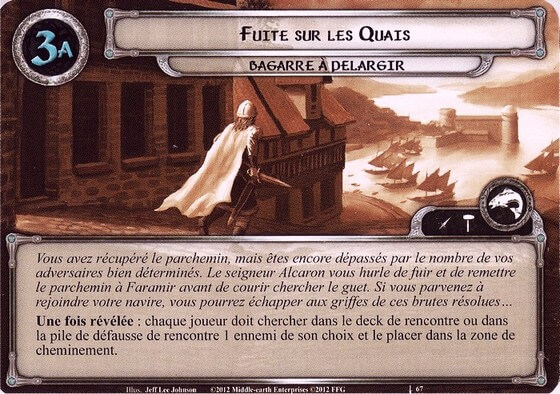 3A
Fuite sur les Quais
Bagarre à Pelargir
Vous avez récupéré le parchemin, mais êtes encore dépassés par le nombre de vos
adversaires bien déterminés. Le seigneur Alcaron vous hurle de fuir et de remettre
le parchemin à Faramir avant de courir chercher le guet. Si vous parvenez à
rejoindre votre navire, vous pourrez échapper aux griffes de ces brutes résolues…
Une fois révélée : chaque joueur doit chercher dans le deck de rencontre ou dans
la pile de défausse de rencontre 1 ennemi de son choix et le placer dans la zone de
cheminement.
Illus. Jeff Lee Johnson ©2012 Middle-earth Enterprises ©2012 FFG 67